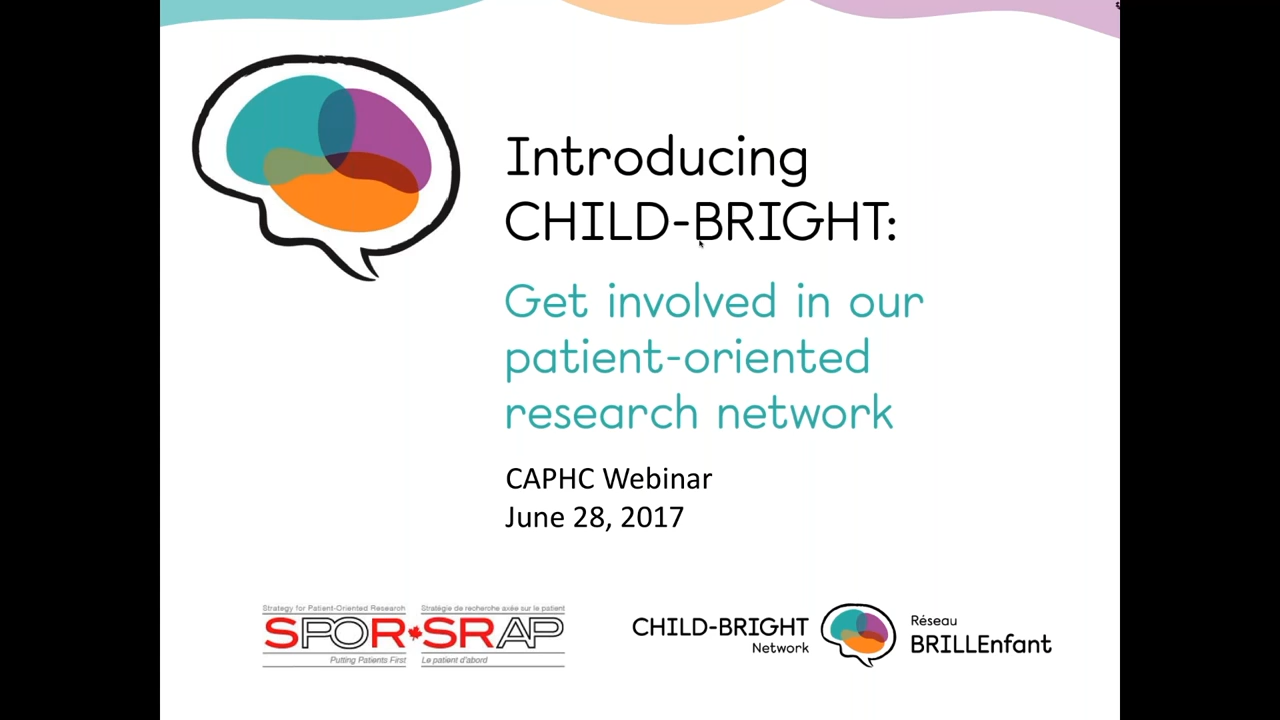 Introducing
CHILD-BRIGHT:
Get involved in our
patient-oriented
research network
CAPHC Webinar
June 28, 2017
Strategy for Patient-Oriented Research
SPOR
Putting Patients First
Stratégie de recherche axée sur le patient
SRAP
Le patient d'abord
CHILD-BRIGHT
Network
Réseau
BRILLEnfant